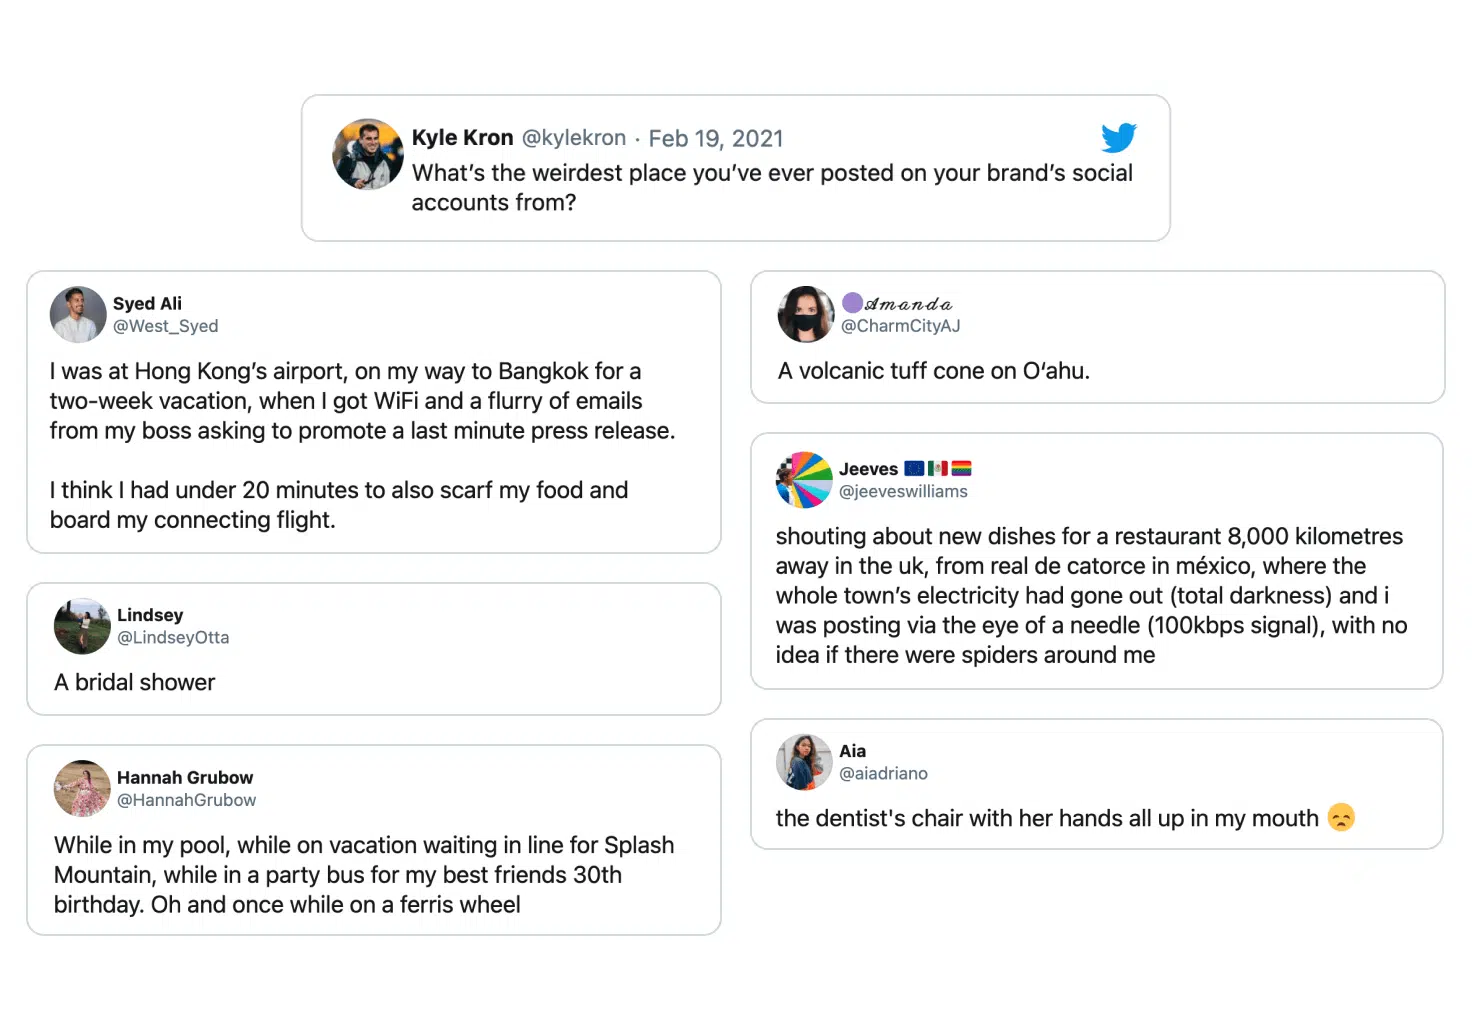 Kyle Kron @kylekron · Feb 19, 2021
What’s the weirdest place you’ve ever posted on your brand’s social
accounts from?
Syed Ali
@West_Syed
I was at Hong Kong’s airport, on my way to Bangkok for a
two-week vacation, when I got WiFi and a flurry of emails
from my boss asking to promote a last minute press release.
I think I had under 20 minutes to also scarf my food and
board my connecting flight.
Lindsey
@LindseyOtta
A bridal shower
Hannah Grubow
@HannahGrubow
While in my pool, while on vacation waiting in line for Splash
Mountain, while in a party bus for my best friends 30th
birthday. Oh and once while on a ferris wheel
🟣𝒜𝓂𝒶𝓃𝒹𝒶
@CharmCityAJ
A volcanic tuff cone on Oʻahu.
Jeeves 🇪🇺🇲🇽🏳️‍🌈
@jeeveswilliams
shouting about new dishes for a restaurant 8,000 kilometres
away in the uk, from real de catorce in méxico, where the
whole town’s electricity had gone out (total darkness) and i
was posting via the eye of a needle (100kbps signal), with no
idea if there were spiders around me
Aia
@aiadriano
the dentist's chair with her hands all up in my mouth 😞